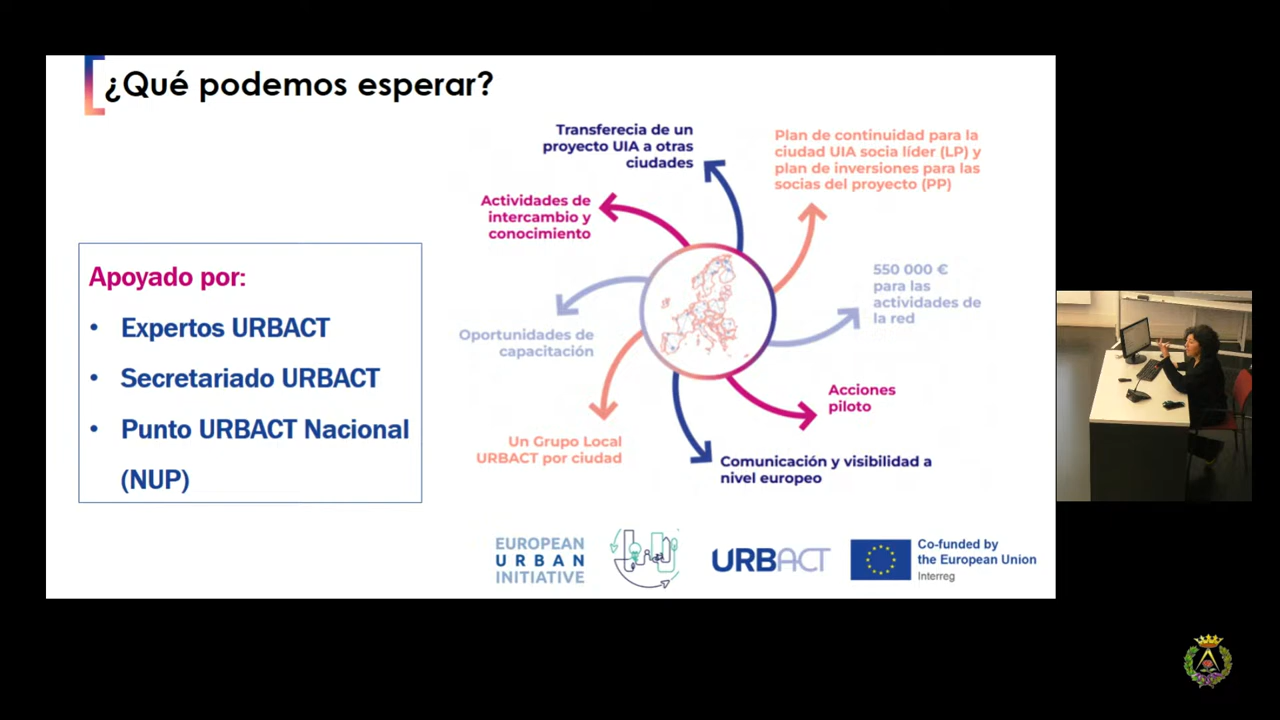 ¿Qué podemos esperar?
Apoyado por:
• Expertos URBACT
• Secretariado URBACT
• Punto URBACT Nacional
(NUP)
Transferecia de un
proyecto UIA a otras
ciudades
Plan de continuidad para la
ciudad UIA socia líder (LP) y
plan de inversiones para las
socias del proyecto (PP)
Actividades de
intercambio y
conocimiento
550 000 €
para las
actividades de
la red
Oportunidades de
capacitación
Acciones
piloto
Un Grupo Local
URBACT por ciudad
Comunicación y visibilidad a
nivel europeo
EUROPEAN
URBAN
INITIATIVE
URBACT
Co-funded by
the European Union
Interreg